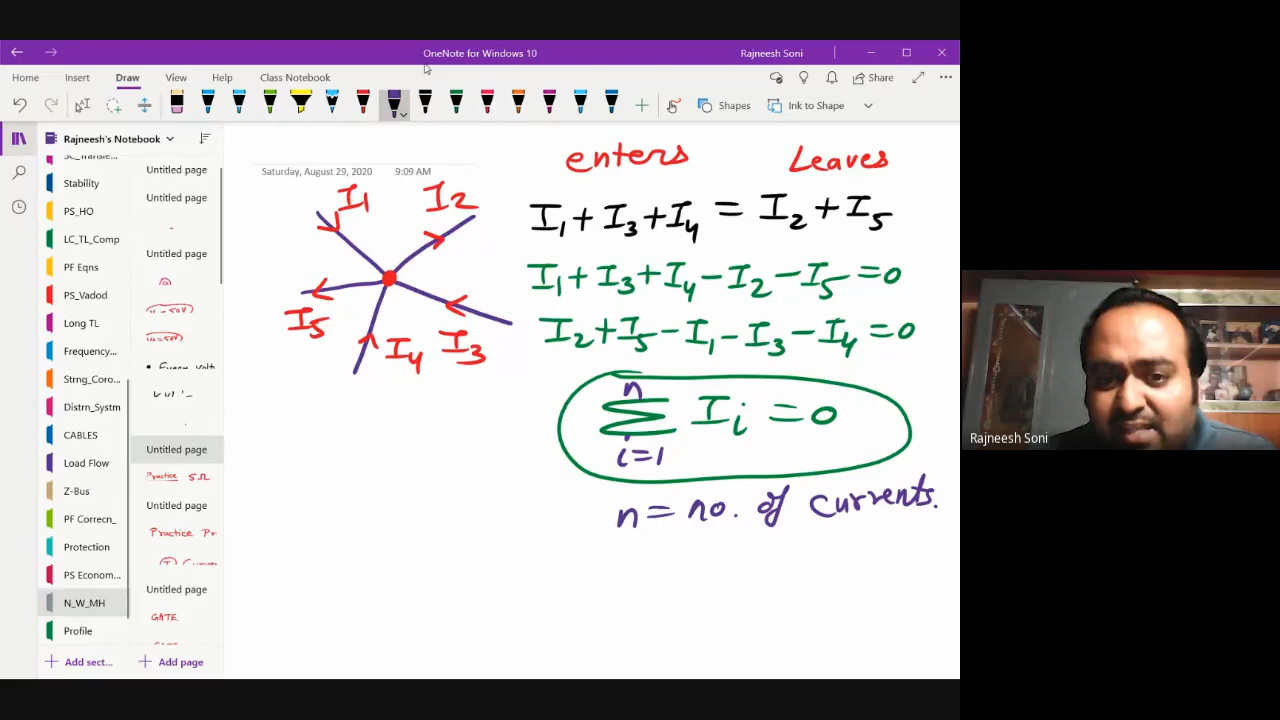 OneNote for Windows 10
Rajneesh Soni
Home Insert Draw View Help Class Notebook
Share
Shapes
Ink to Shape
Rajneesh's Notebook
Stability
PS_HO
LC_TL_Comp
PF Eqns
PS_Vadod
Long TL
Frequency...
Strng_Coro...
Distrn_Systm
CABLES
Load Flow
Z-Bus
PF Correcn_
Protection
PS Econom...
N_W_MH
Profile
Add sect...
Untitled page
Untitled page
Untitled page
Untitled page
Practice 5Ω
Untitled page
Practice Pr
Untitled page
GATE
Add page
Saturday, August 29, 2020 9:09 AM
I1
I2
I5
I4
I3
enters Leaves
I1 + I3 + I4 = I2 + I5
I1 + I3 + I4 - I2 - I5 = 0
I2 + I5 - I1 - I3 - I4 = 0
n
Σ Ii = 0
i=1
n = no. of currents.
Rajneesh Soni